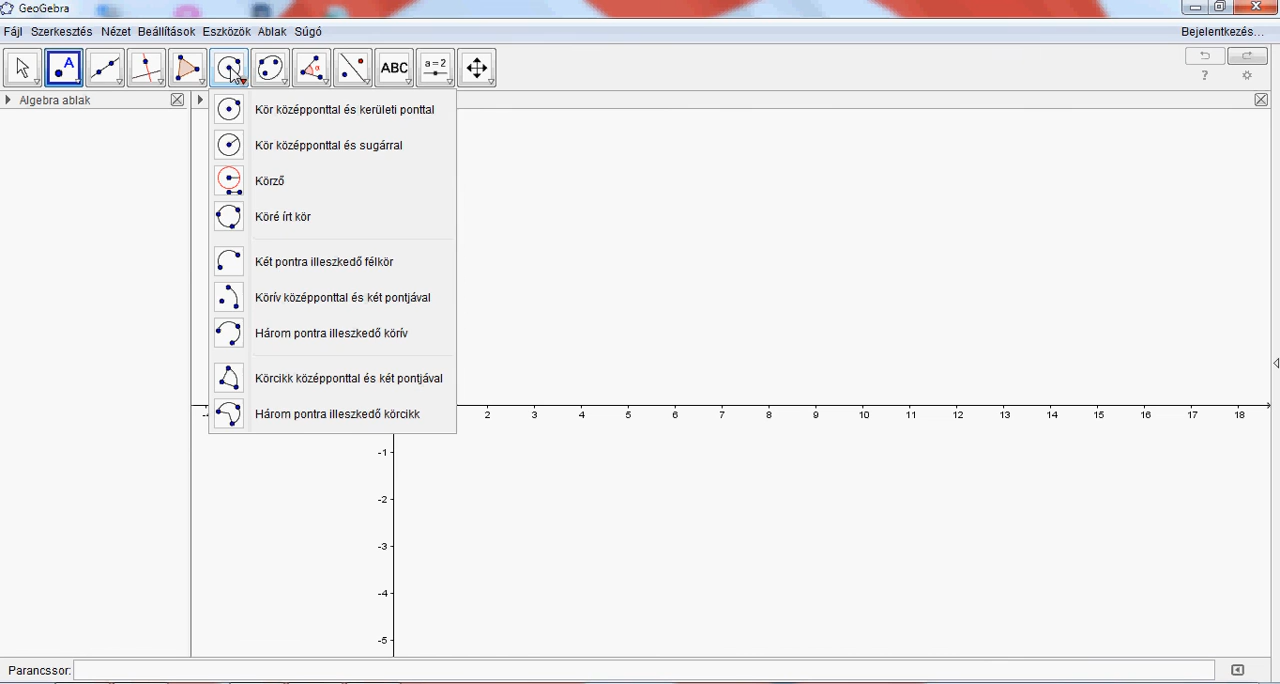 GeoGebra
Fájl Szerkesztés Nézet Beállítások Eszközök Ablak Súgó
Bejelentkezés...
A
α
ABC
a=2
?
Algebra ablak
Kör középponttal és kerületi ponttal
Kör középponttal és sugárral
Körző
Köré írt kör
Két pontra illeszkedő félkör
Körív középponttal és két pontjával
Három pontra illeszkedő körív
Körcikk középponttal és két pontjával
Három pontra illeszkedő körcikk
2 3 4 5 6 7 8 9 10 11 12 13 14 15 16 17 18
-1
-2
-3
-4
-5
Parancssor: